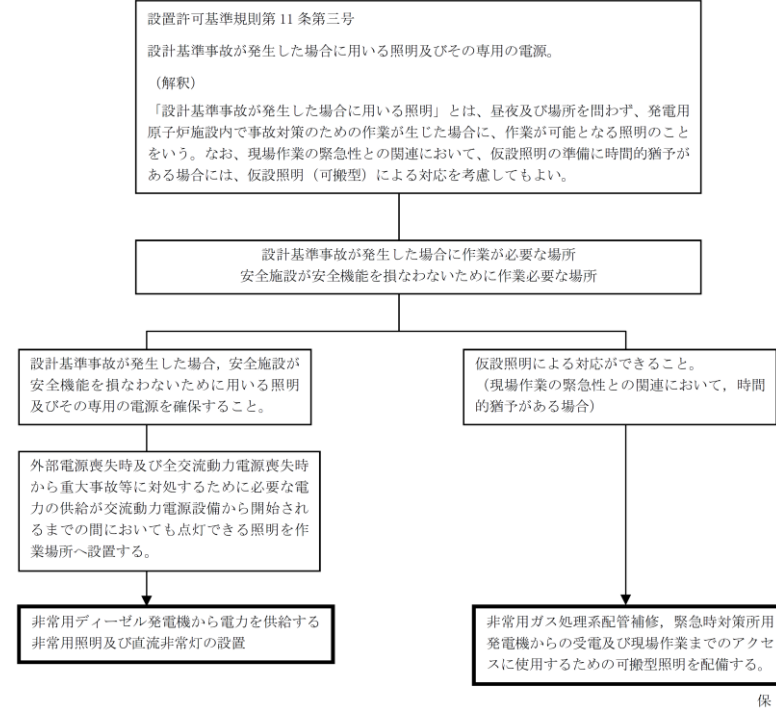 設置許可基準規則第 11 条第三号
設計基準事故が発生した場合に用いる照明及びその専用の電源。
（解釈）
「設計基準事故が発生した場合に用いる照明」とは、昼夜及び場所を問わず、発電用
原子炉施設内で事故対策のための作業が生じた場合に、作業が可能となる照明のこと
をいう。なお、現場作業の緊急性との関連において、仮設照明の準備に時間的猶予が
ある場合には、仮設照明（可搬型）による対応を考慮してもよい。
設計基準事故が発生した場合に作業が必要な場所
安全施設が安全機能を損なわないために作業必要な場所
設計基準事故が発生した場合，安全施設が
安全機能を損なわないために用いる照明
及びその専用の電源を確保すること。
外部電源喪失時及び全交流動力電源喪失時
から重大事故等に対処するために必要な電
力の供給が交流動力電源設備から開始され
るまでの間においても点灯できる照明を作
業場所へ設置する。
非常用ディーゼル発電機から電力を供給する
非常用照明及び直流非常灯の設置
仮設照明による対応ができること。
（現場作業の緊急性との関連において，時間
的猶予がある場合）
非常用ガス処理系配管補修，緊急時対策所用
発電機からの受電及び現場作業までのアクセ
スに使用するための可搬型照明を配備する。
保